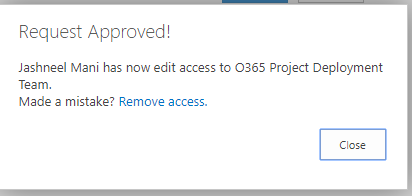 Request Approved!
Jashneel Mani has now edit access to O365 Project Deployment
Team.
Made a mistake? Remove access.
Close